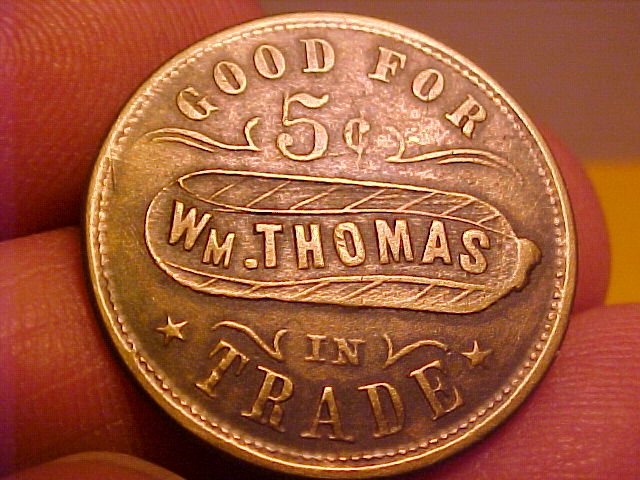 GOOD FOR
5¢
WM. THOMAS
IN
TRADE